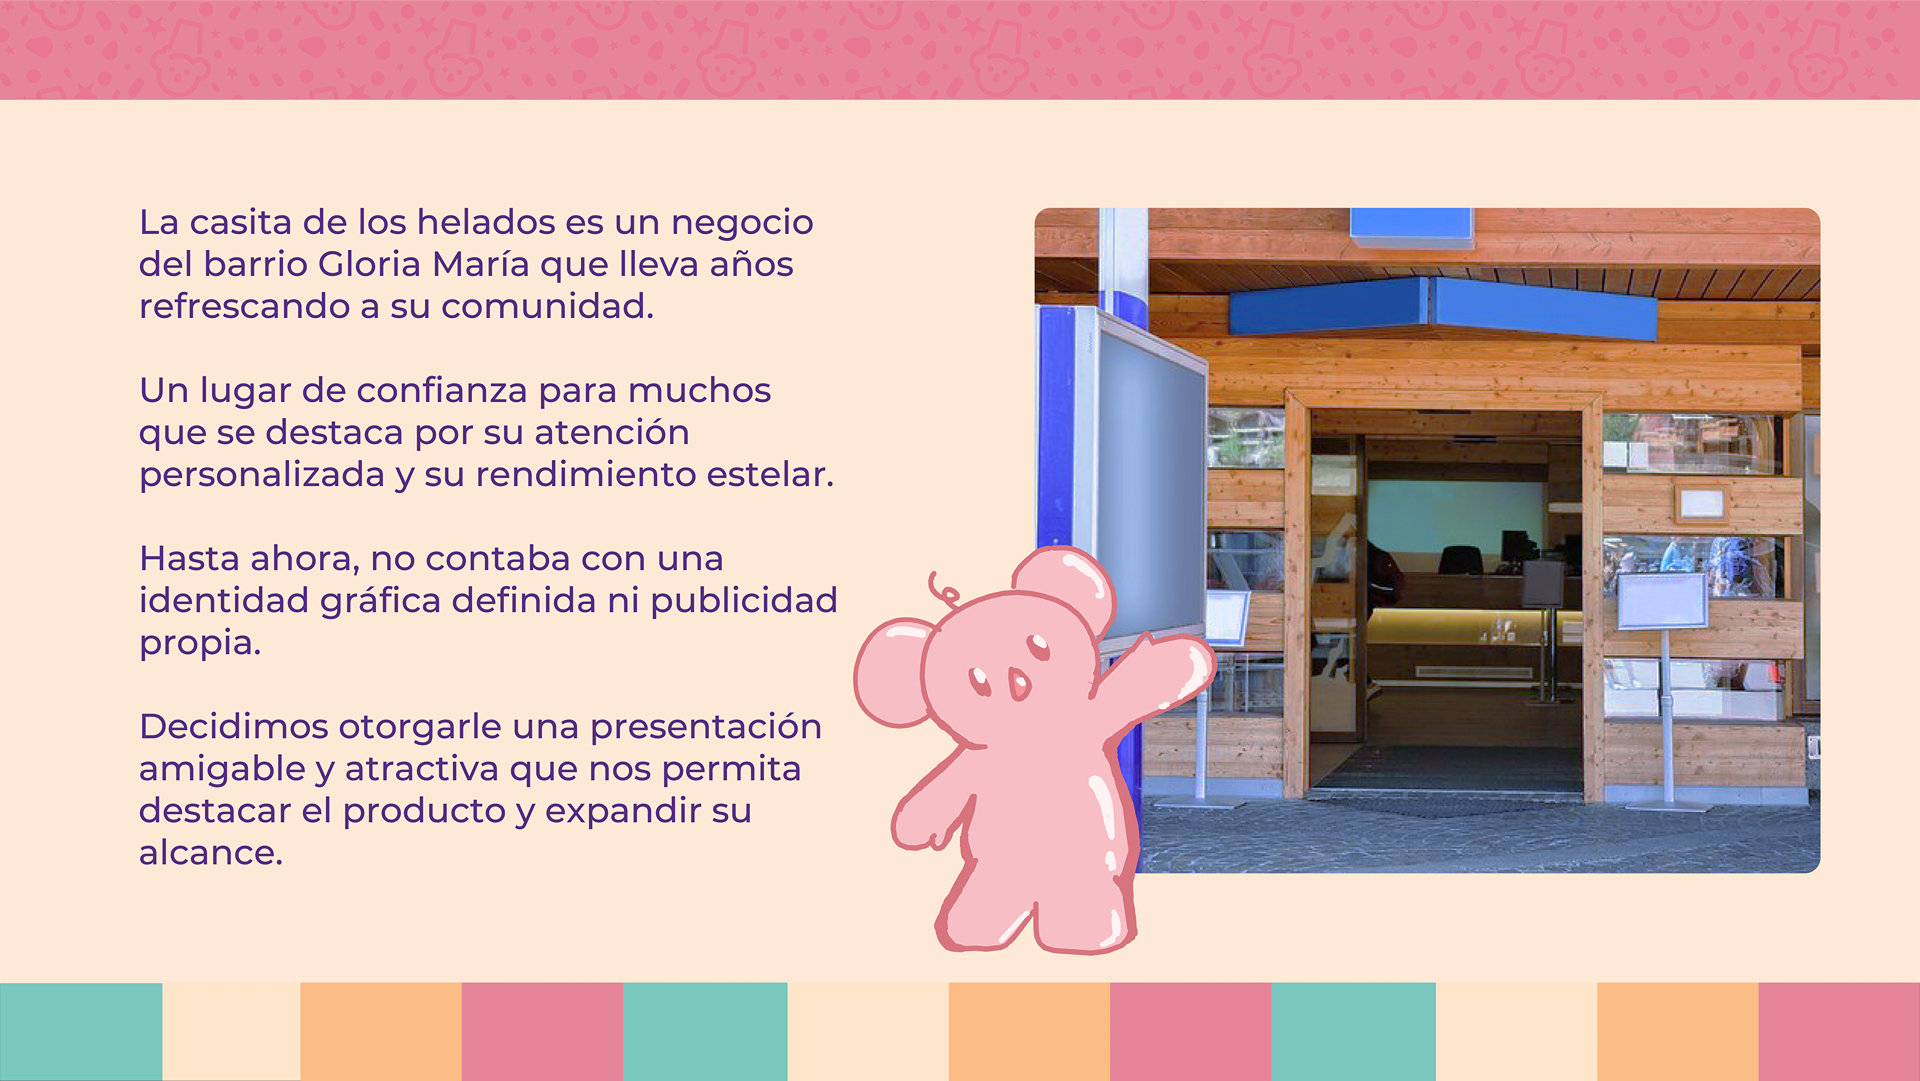 La casita de los helados es un negocio
del barrio Gloria María que lleva años
refrescando a su comunidad.
Un lugar de confianza para muchos
que se destaca por su atención
personalizada y su rendimiento estelar.
Hasta ahora, no contaba con una
identidad gráfica definida ni publicidad
propia.
Decidimos otorgarle una presentación
amigable y atractiva que nos permita
destacar el producto y expandir su
alcance.